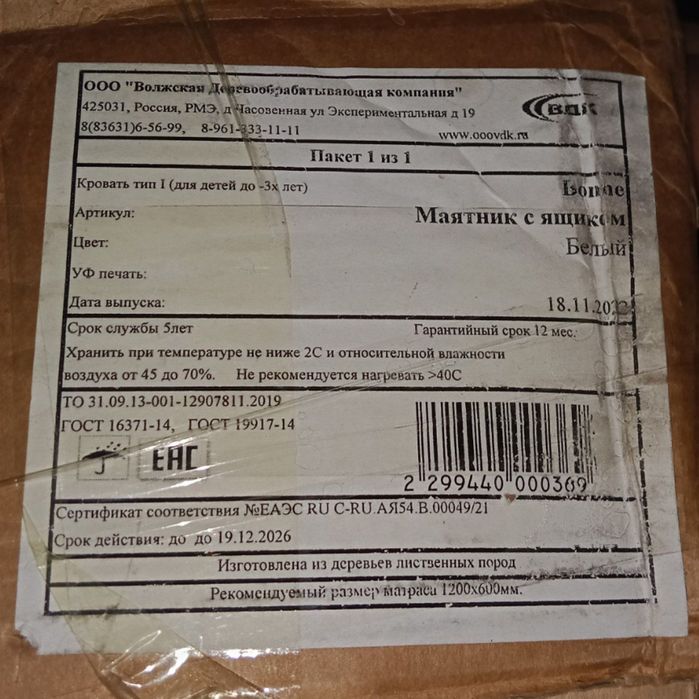 ООО "Волжская Деревообрабатывающая компания"
425031, Россия, РМЭ, д Часовенная ул Экспериментальная д 19
8(83631)6-56-99, 8-961-333-11-11 www.ooovdk.ru
ВДК
Пакет 1 из 1
Кровать тип I (для детей до -3х лет)
Артикул: Маятник с ящиком
Цвет: Белый
УФ печать:
Дата выпуска: 18.11.2022
Срок службы 5лет Гарантийный срок 12 мес.
Хранить при температуре не ниже 2С и относительной влажности
воздуха от 45 до 70%. Не рекомендуется нагревать >40С
ТО 31.09.13-001-12907811.2019
ГОСТ 16371-14, ГОСТ 19917-14
ЕАС
2 299440 000369
Сертификат соответствия №ЕАЭС RU C-RU.АЯ54.В.00049/21
Срок действия: до до 19.12.2026
Изготовлена из деревьев лиственных пород
Рекомендуемый размер матраса 1200х600мм.